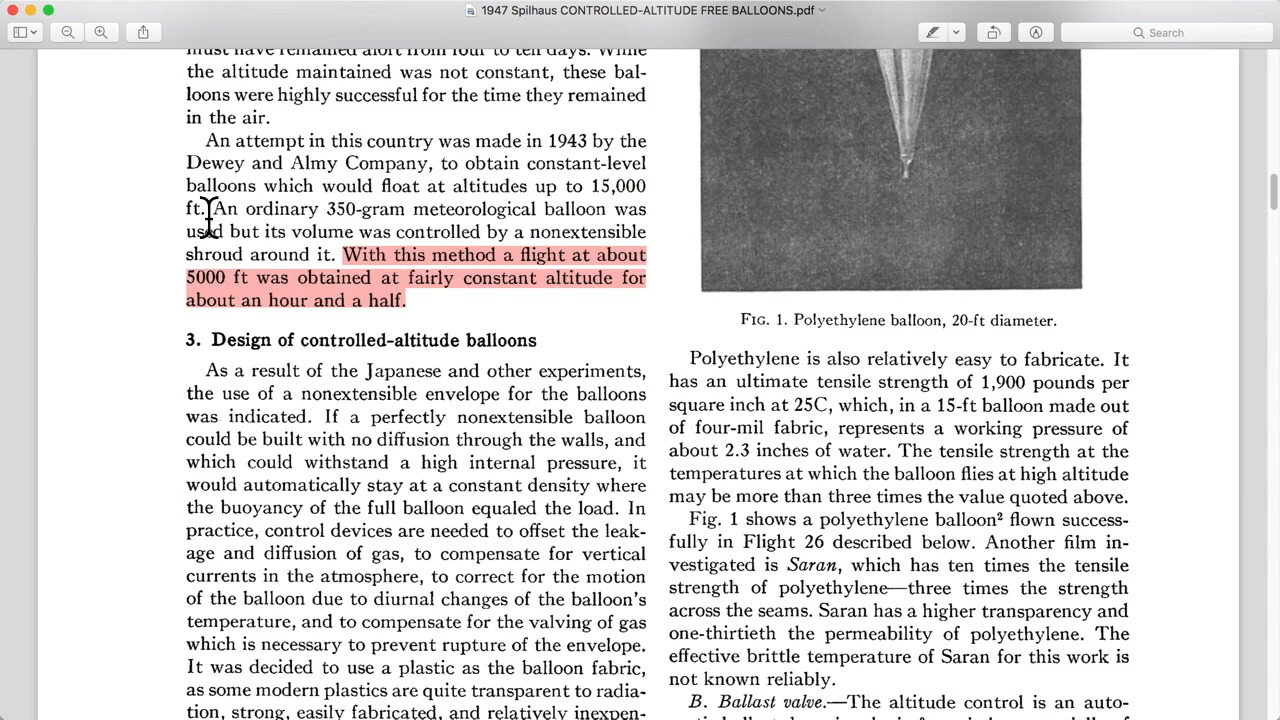 1947 Spilhaus CONTROLLED-ALTITUDE FREE BALLOONS.pdf
Search
must have remained aloft from four to ten days. While
the altitude maintained was not constant, these bal-
loons were highly successful for the time they remained
in the air.
An attempt in this country was made in 1943 by the
Dewey and Almy Company, to obtain constant-level
balloons which would float at altitudes up to 15,000
ft. An ordinary 350-gram meteorological balloon was
used but its volume was controlled by a nonextensible
shroud around it. With this method a flight at about
5000 ft was obtained at fairly constant altitude for
about an hour and a half.
3. Design of controlled-altitude balloons
As a result of the Japanese and other experiments,
the use of a nonextensible envelope for the balloons
was indicated. If a perfectly nonextensible balloon
could be built with no diffusion through the walls, and
which could withstand a high internal pressure, it
would automatically stay at a constant density where
the buoyancy of the full balloon equaled the load. In
practice, control devices are needed to offset the leak-
age and diffusion of gas, to compensate for vertical
currents in the atmosphere, to correct for the motion
of the balloon due to diurnal changes of the balloon's
temperature, and to compensate for the valving of gas
which is necessary to prevent rupture of the envelope.
It was decided to use a plastic as the balloon fabric,
as some modern plastics are quite transparent to radia-
tion, strong, easily fabricated, and relatively inexpen-
FIG. 1. Polyethylene balloon, 20-ft diameter.
Polyethylene is also relatively easy to fabricate. It
has an ultimate tensile strength of 1,900 pounds per
square inch at 25C, which, in a 15-ft balloon made out
of four-mil fabric, represents a working pressure of
about 2.3 inches of water. The tensile strength at the
temperatures at which the balloon flies at high altitude
may be more than three times the value quoted above.
Fig. 1 shows a polyethylene balloon² flown success-
fully in Flight 26 described below. Another film in-
vestigated is Saran, which has ten times the tensile
strength of polyethylene—three times the strength
across the seams. Saran has a higher transparency and
one-thirtieth the permeability of polyethylene. The
effective brittle temperature of Saran for this work is
not known reliably.
B. Ballast valve.—The altitude control is an auto-